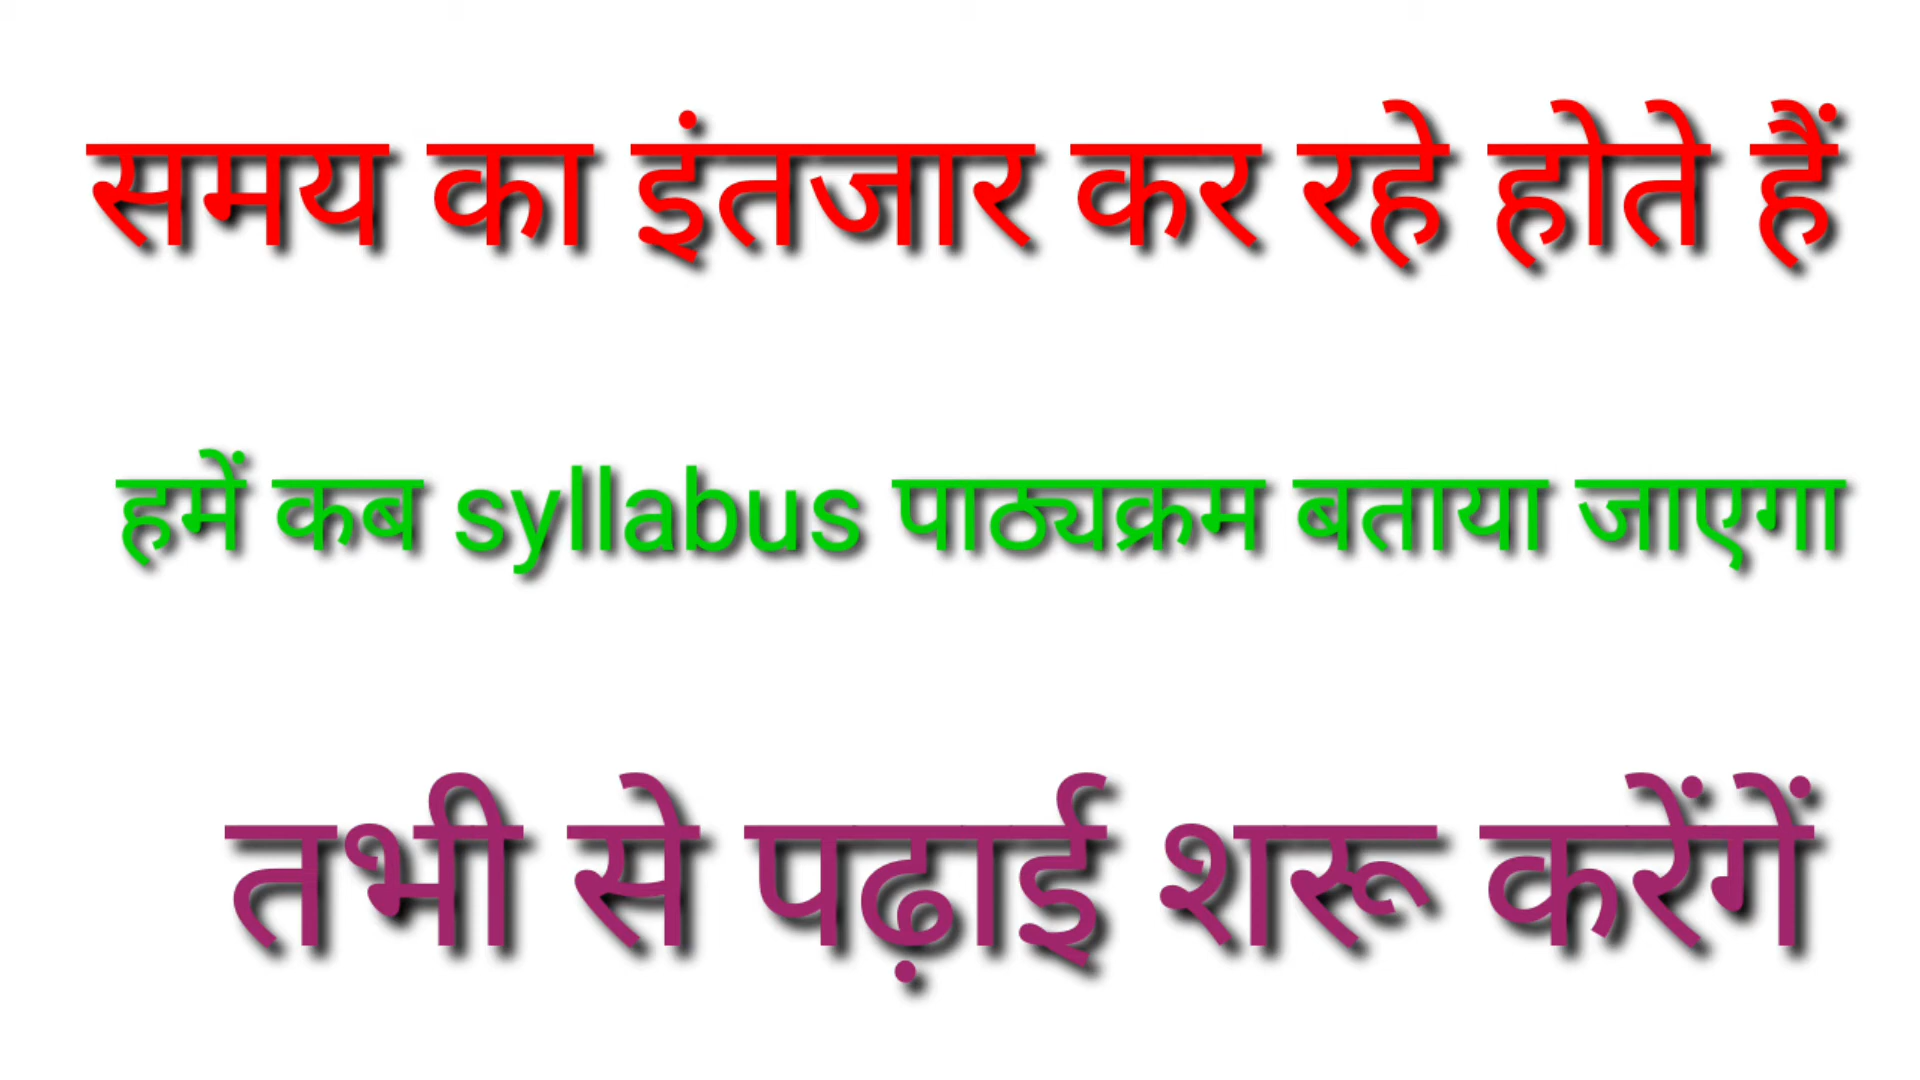 समय का इंतजार कर रहे होते हैं
हमें कब syllabus पाठ्यक्रम बताया जाएगा
तभी से पढ़ाई शरू करेंगें